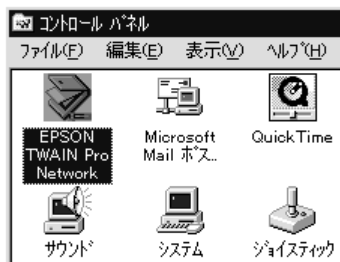 コントロール パネル
ファイル(F) 編集(E) 表示(V) ヘルプ(H)
EPSON
TWAIN Pro
Network
Microsoft
Mail ポス...
QuickTime
サウンド
システム
ジョイスティック